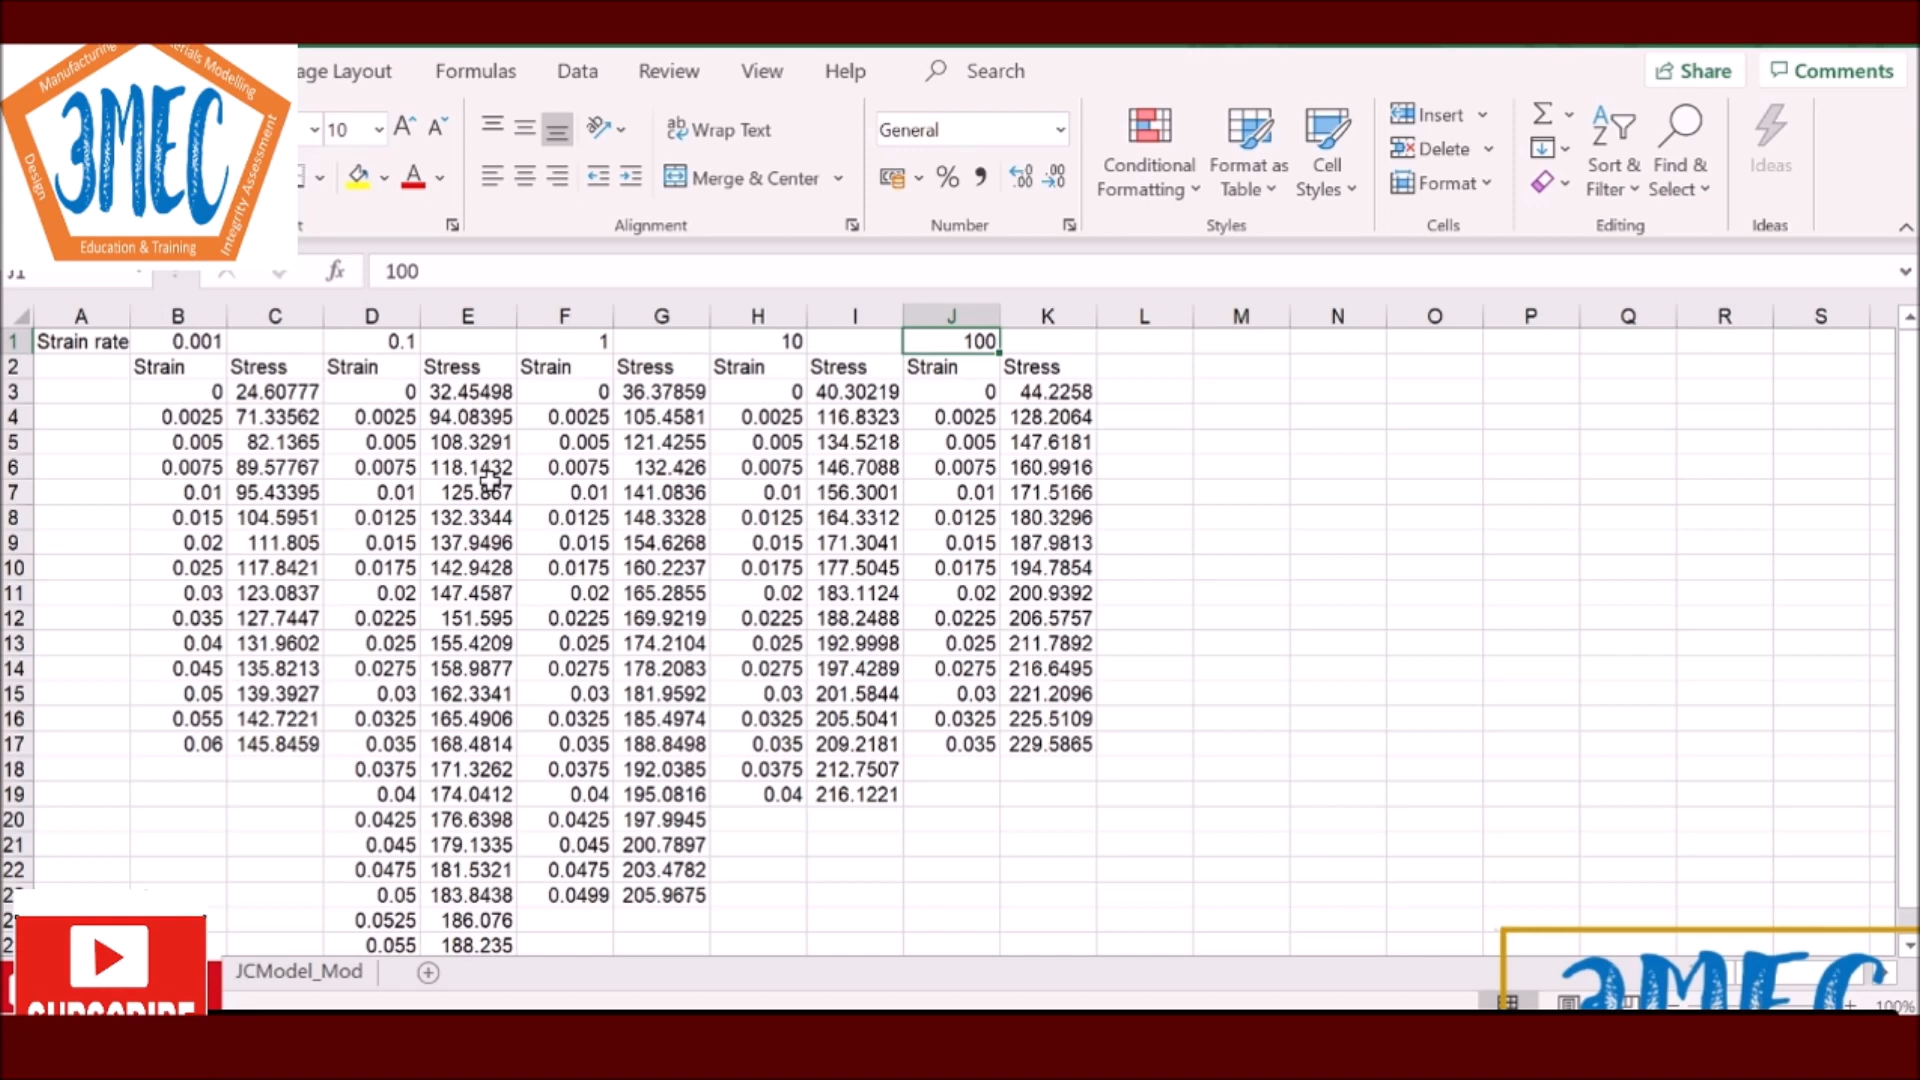 Manufacturing
Materials Modelling
3MEC
Design
Integrity Assessment
Education & Training
age Layout Formulas Data Review View Help Search Share Comments
10 Wrap Text General Insert
Conditional Formatting Format as Table Cell Styles Delete Sort & Filter Find & Select Ideas
Merge & Center Format
Alignment Number Styles Cells Editing Ideas
J1 fx 100
A B C D E F G H I J K L M N O P Q R S
1 Strain rate 0.001 0.1 1 10 100
2 Strain Stress Strain Stress Strain Stress Strain Stress Strain Stress
3 0 24.60777 0 32.45498 0 36.37859 0 40.30219 0 44.2258
4 0.0025 71.33562 0.0025 94.08395 0.0025 105.4581 0.0025 116.8323 0.0025 128.2064
5 0.005 82.1365 0.005 108.3291 0.005 121.4255 0.005 134.5218 0.005 147.6181
6 0.0075 89.57767 0.0075 118.1432 0.0075 132.426 0.0075 146.7088 0.0075 160.9916
7 0.01 95.43395 0.01 125.867 0.01 141.0836 0.01 156.3001 0.01 171.5166
8 0.015 104.5951 0.0125 132.3344 0.0125 148.3328 0.0125 164.3312 0.0125 180.3296
9 0.02 111.805 0.015 137.9496 0.015 154.6268 0.015 171.3041 0.015 187.9813
10 0.025 117.8421 0.0175 142.9428 0.0175 160.2237 0.0175 177.5045 0.0175 194.7854
11 0.03 123.0837 0.02 147.4587 0.02 165.2855 0.02 183.1124 0.02 200.9392
12 0.035 127.7447 0.0225 151.595 0.0225 169.9219 0.0225 188.2488 0.0225 206.5757
13 0.04 131.9602 0.025 155.4209 0.025 174.2104 0.025 192.9998 0.025 211.7892
14 0.045 135.8213 0.0275 158.9877 0.0275 178.2083 0.0275 197.4289 0.0275 216.6495
15 0.05 139.3927 0.03 162.3341 0.03 181.9592 0.03 201.5844 0.03 221.2096
16 0.055 142.7221 0.0325 165.4906 0.0325 185.4974 0.0325 205.5041 0.0325 225.5109
17 0.06 145.8459 0.035 168.4814 0.035 188.8498 0.035 209.2181 0.035 229.5865
18 0.0375 171.3262 0.0375 192.0385 0.0375 212.7507
19 0.04 174.0412 0.04 195.0816 0.04 216.1221
20 0.0425 176.6398 0.0425 197.9945
21 0.045 179.1335 0.045 200.7897
22 0.0475 181.5321 0.0475 203.4782
0.05 183.8438 0.0499 205.9675
0.0525 186.076
0.055 188.235
JCModel_Mod
SUBSCRIBE
3MEC
100%